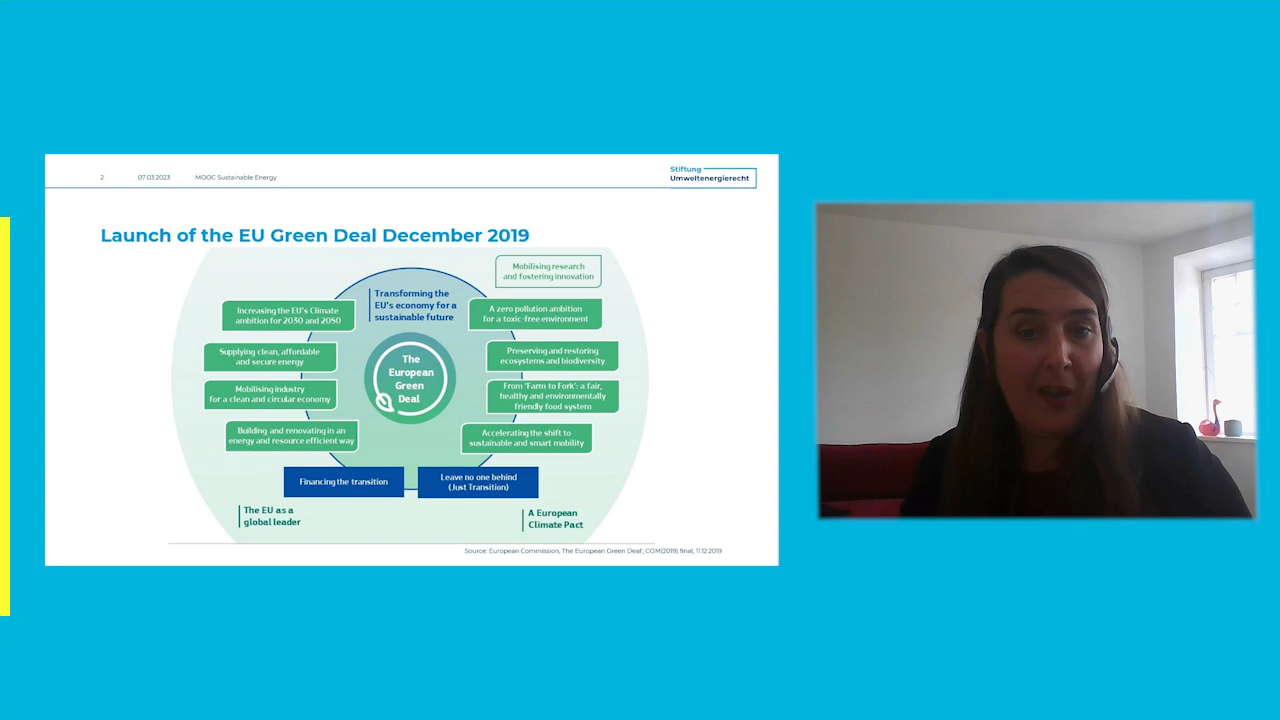 2
07.03.2023
MOOC Sustainable Energy
Stiftung
Umweltenergierecht
Launch of the EU Green Deal December 2019
Mobilising research
and fostering innovation
Transforming the
EU's economy for a
sustainable future
Increasing the EU's Climate
ambition for 2030 and 2050
A zero pollution ambition
for a toxic-free environment
Supplying clean, affordable
and secure energy
Preserving and restoring
ecosystems and biodiversity
The
European
Green
Deal
Mobilising industry
for a clean and circular economy
From 'Farm to Fork': a fair,
healthy and environmentally
friendly food system
Building and renovating in an
energy and resource efficient way
Accelerating the shift to
sustainable and smart mobility
Financing the transition
Leave no one behind
(Just Transition)
The EU as a
global leader
A European
Climate Pact
Source: European Commission, 'The European Green Deal', COM(2019) final, 11.12.2019